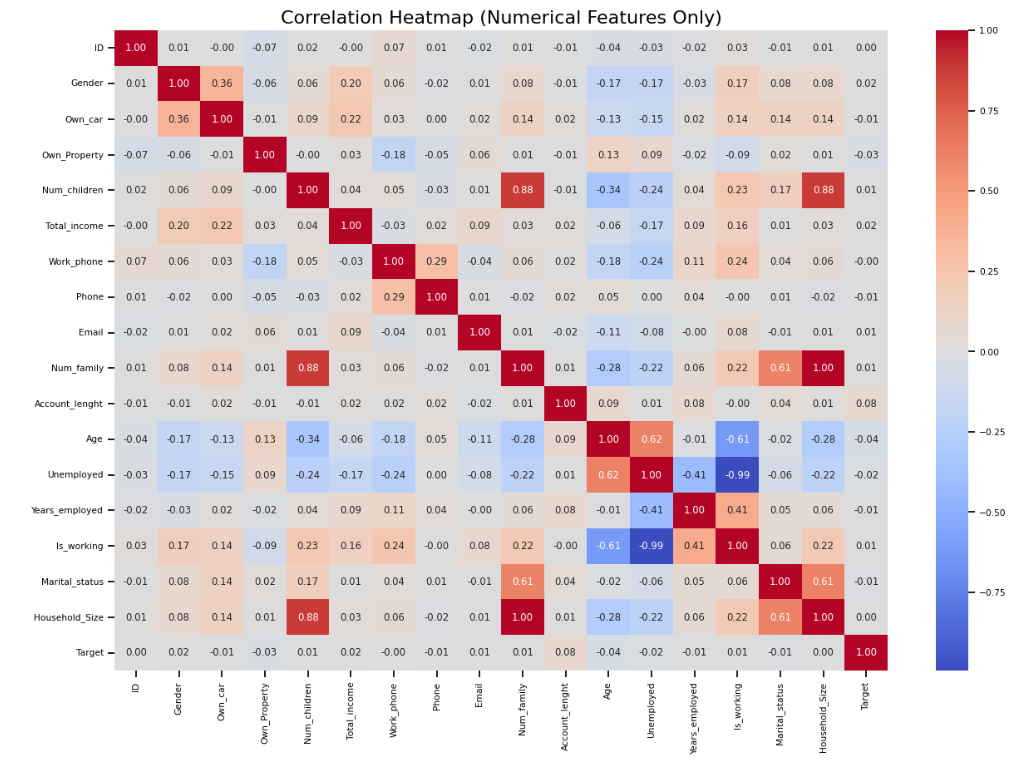 Correlation Heatmap (Numerical Features Only)
ID 1.00 0.01 -0.00 -0.07 0.02 -0.00 0.07 0.01 -0.02 0.01 -0.01 -0.04 -0.03 -0.02 0.03 -0.01 0.01 0.00
Gender 0.01 1.00 0.36 -0.06 0.06 0.20 0.06 -0.02 0.01 0.08 -0.01 -0.17 -0.17 -0.03 0.17 0.08 0.08 0.02
Own_car -0.00 0.36 1.00 -0.01 0.09 0.22 0.03 0.00 0.02 0.14 0.02 -0.13 -0.15 0.02 0.14 0.14 0.14 -0.01
Own_Property -0.07 -0.06 -0.01 1.00 -0.00 0.03 -0.18 -0.05 0.06 0.01 -0.01 0.13 0.09 -0.02 -0.09 0.02 0.01 -0.03
Num_children 0.02 0.06 0.09 -0.00 1.00 0.04 0.05 -0.03 0.01 0.88 -0.01 -0.34 -0.24 0.04 0.23 0.17 0.88 0.01
Total_income -0.00 0.20 0.22 0.03 0.04 1.00 -0.03 0.02 0.09 0.03 0.02 -0.06 -0.17 0.09 0.16 0.01 0.03 0.02
Work_phone 0.07 0.06 0.03 -0.18 0.05 -0.03 1.00 0.29 -0.04 0.06 0.02 -0.18 -0.24 0.11 0.24 0.04 0.06 -0.00
Phone 0.01 -0.02 0.00 -0.05 -0.03 0.02 0.29 1.00 0.01 -0.02 0.02 0.05 0.00 0.04 -0.00 0.01 -0.02 -0.01
Email -0.02 0.01 0.02 0.06 0.01 0.09 -0.04 0.01 1.00 0.01 -0.02 -0.11 -0.08 -0.00 0.08 -0.01 0.01 0.01
Num_family 0.01 0.08 0.14 0.01 0.88 0.03 0.06 -0.02 0.01 1.00 0.01 -0.28 -0.22 0.06 0.22 0.61 1.00 0.01
Account_lenght -0.01 -0.01 0.02 -0.01 -0.01 0.02 0.02 0.02 -0.02 0.01 1.00 0.09 0.01 0.08 -0.00 0.04 0.01 0.08
Age -0.04 -0.17 -0.13 0.13 -0.34 -0.06 -0.18 0.05 -0.11 -0.28 0.09 1.00 0.62 -0.01 -0.61 -0.02 -0.28 -0.04
Unemployed -0.03 -0.17 -0.15 0.09 -0.24 -0.17 -0.24 0.00 -0.08 -0.22 0.01 0.62 1.00 -0.41 -0.99 -0.06 -0.22 -0.02
Years_employed -0.02 -0.03 0.02 -0.02 0.04 0.09 0.11 0.04 -0.00 0.06 0.08 -0.01 -0.41 1.00 0.41 0.05 0.06 -0.01
Is_working 0.03 0.17 0.14 -0.09 0.23 0.16 0.24 -0.00 0.08 0.22 -0.00 -0.61 -0.99 0.41 1.00 0.06 0.22 0.01
Marital_status -0.01 0.08 0.14 0.02 0.17 0.01 0.04 0.01 -0.01 0.61 0.04 -0.02 -0.06 0.05 0.06 1.00 0.61 -0.01
Household_Size 0.01 0.08 0.14 0.01 0.88 0.03 0.06 -0.02 0.01 1.00 0.01 -0.28 -0.22 0.06 0.22 0.61 1.00 0.00
Target 0.00 0.02 -0.01 -0.03 0.01 0.02 -0.00 -0.01 0.01 0.01 0.08 -0.04 -0.02 -0.01 0.01 -0.01 0.00 1.00
ID
Gender
Own_car
Own_Property
Num_children
Total_income
Work_phone
Phone
Email
Num_family
Account_lenght
Age
Unemployed
Years_employed
Is_working
Marital_status
Household_Size
Target
1.00
0.75
0.50
0.25
0.00
−0.25
−0.50
−0.75